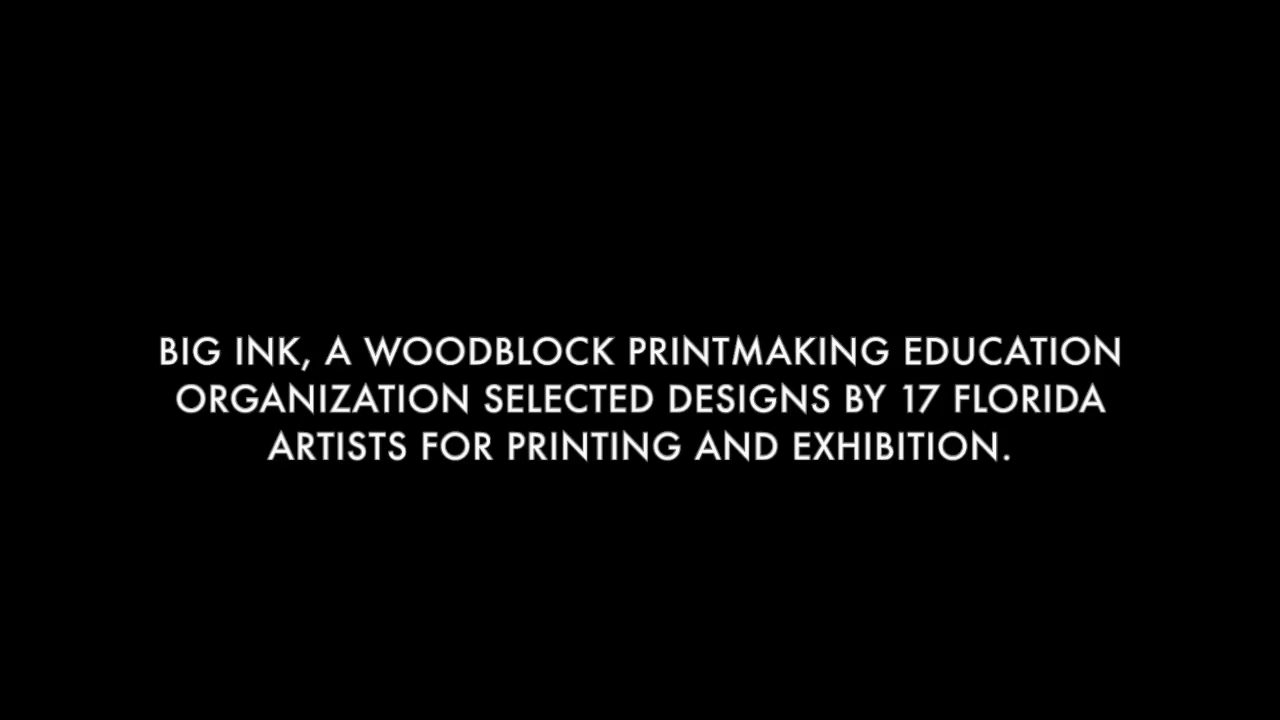 BIG INK, A WOODBLOCK PRINTMAKING EDUCATION
ORGANIZATION SELECTED DESIGNS BY 17 FLORIDA
ARTISTS FOR PRINTING AND EXHIBITION.